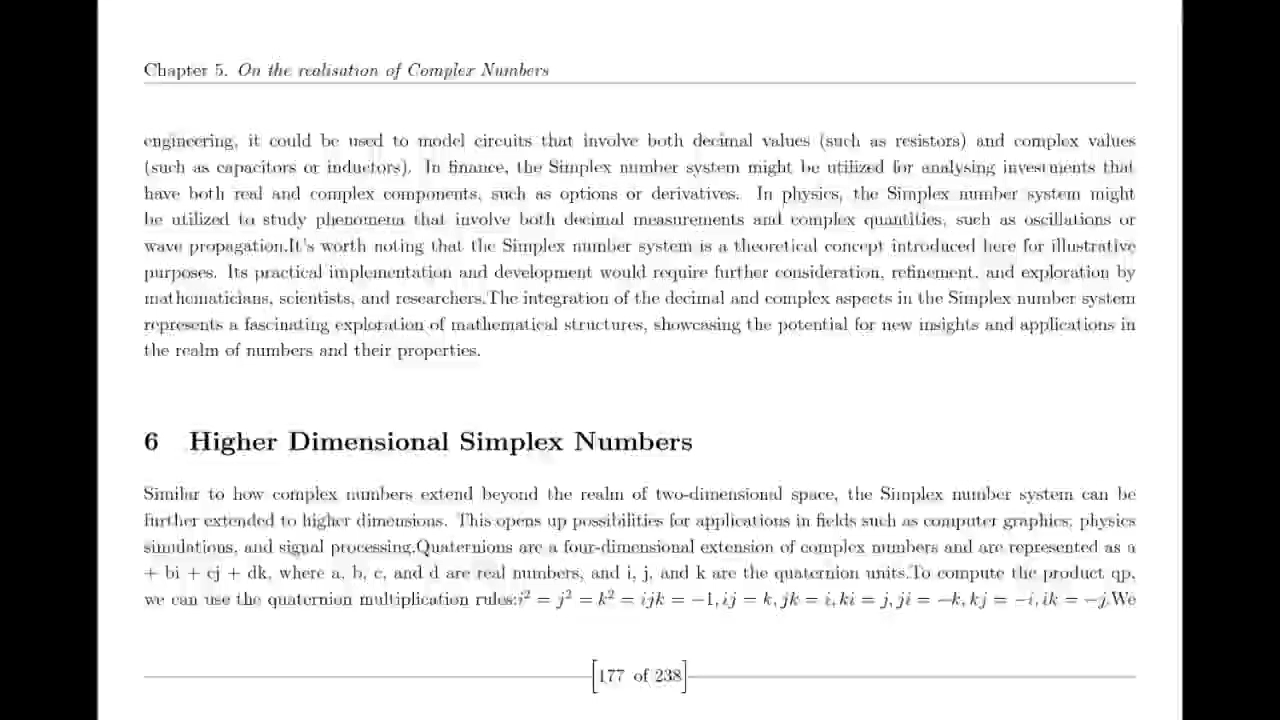 Chapter 5. On the realisation of Complex Numbers
engineering, it could be used to model circuits that involve both decimal values (such as resistors) and complex values
(such as capacitors or inductors). In finance, the Simplex number system might be utilized for analysing investments that
have both real and complex components, such as options or derivatives. In physics, the Simplex number system might
be utilized to study phenomena that involve both decimal measurements and complex quantities, such as oscillations or
wave propagation.It's worth noting that the Simplex number system is a theoretical concept introduced here for illustrative
purposes. Its practical implementation and development would require further consideration, refinement, and exploration by
mathematicians, scientists, and researchers.The integration of the decimal and complex aspects in the Simplex number system
represents a fascinating exploration of mathematical structures, showcasing the potential for new insights and applications in
the realm of numbers and their properties.
6 Higher Dimensional Simplex Numbers
Similar to how complex numbers extend beyond the realm of two-dimensional space, the Simplex number system can be
further extended to higher dimensions. This opens up possibilities for applications in fields such as computer graphics, physics
simulations, and signal processing.Quaternions are a four-dimensional extension of complex numbers and are represented as a
+ bi + cj + dk, where a, b, c, and d are real numbers, and i, j, and k are the quaternion units.To compute the product qp,
we can use the quaternion multiplication rules:i² = j² = k² = ijk = −1, ij = k, jk = i, ki = j, ji = −k, kj = −i, ik = −j.We
[177 of 238]